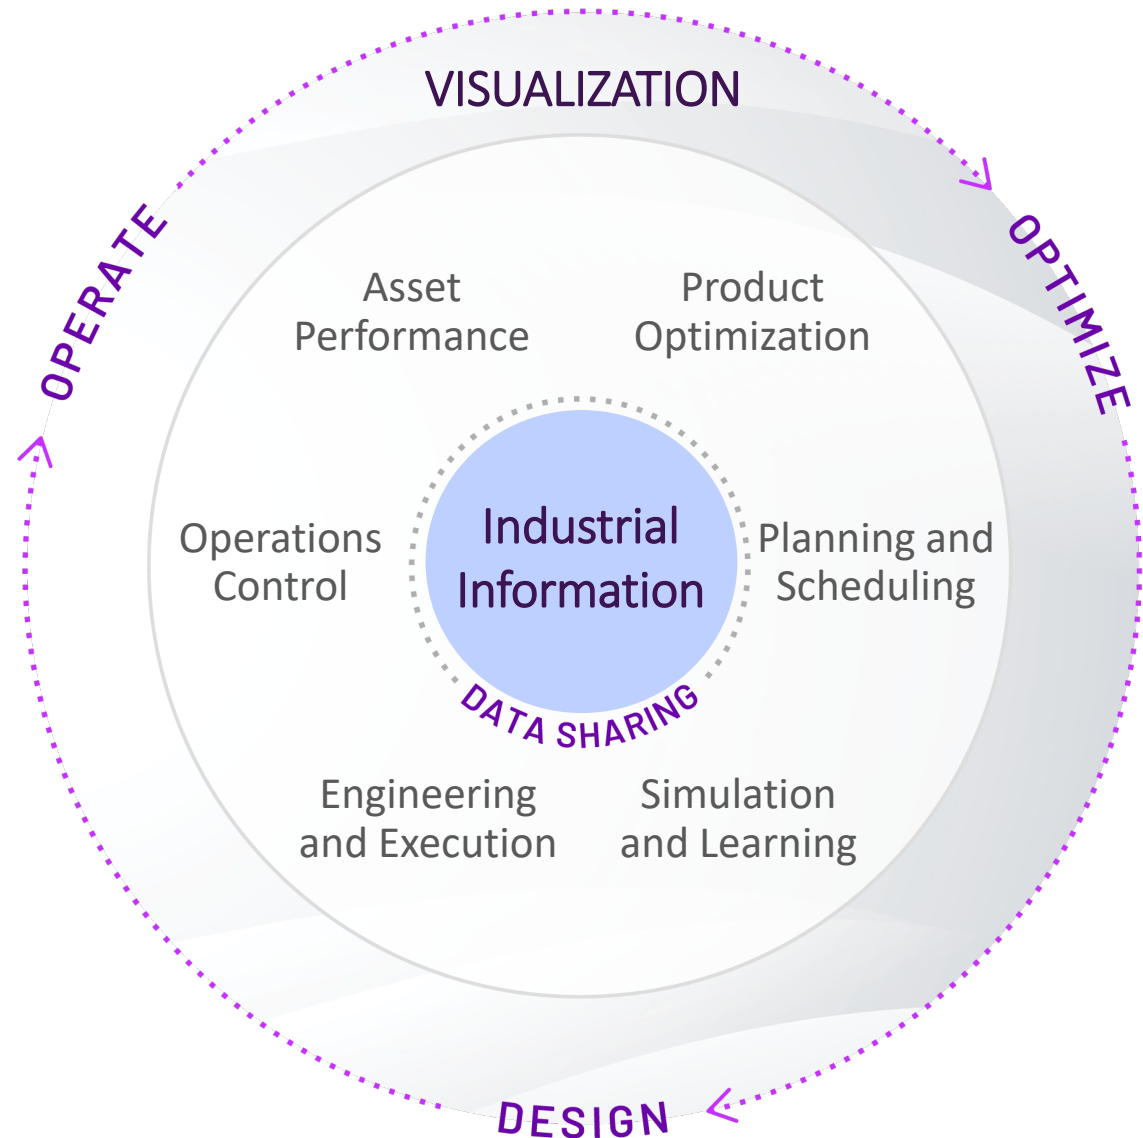 VISUALIZATION
OPERATE
OPTIMIZE
Asset
Performance
Product
Optimization
Operations
Control
Industrial
Information
Planning and
Scheduling
DATA SHARING
Engineering
and Execution
Simulation
and Learning
DESIGN